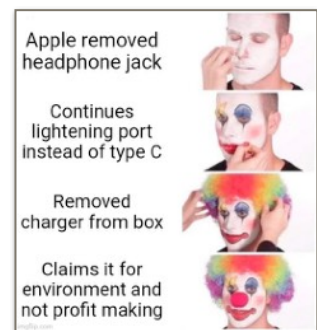 Apple removed
headphone jack
Continues
lightening port
instead of type C
Removed
charger from box
Claims it for
environment and
not profit making
imgflip.com